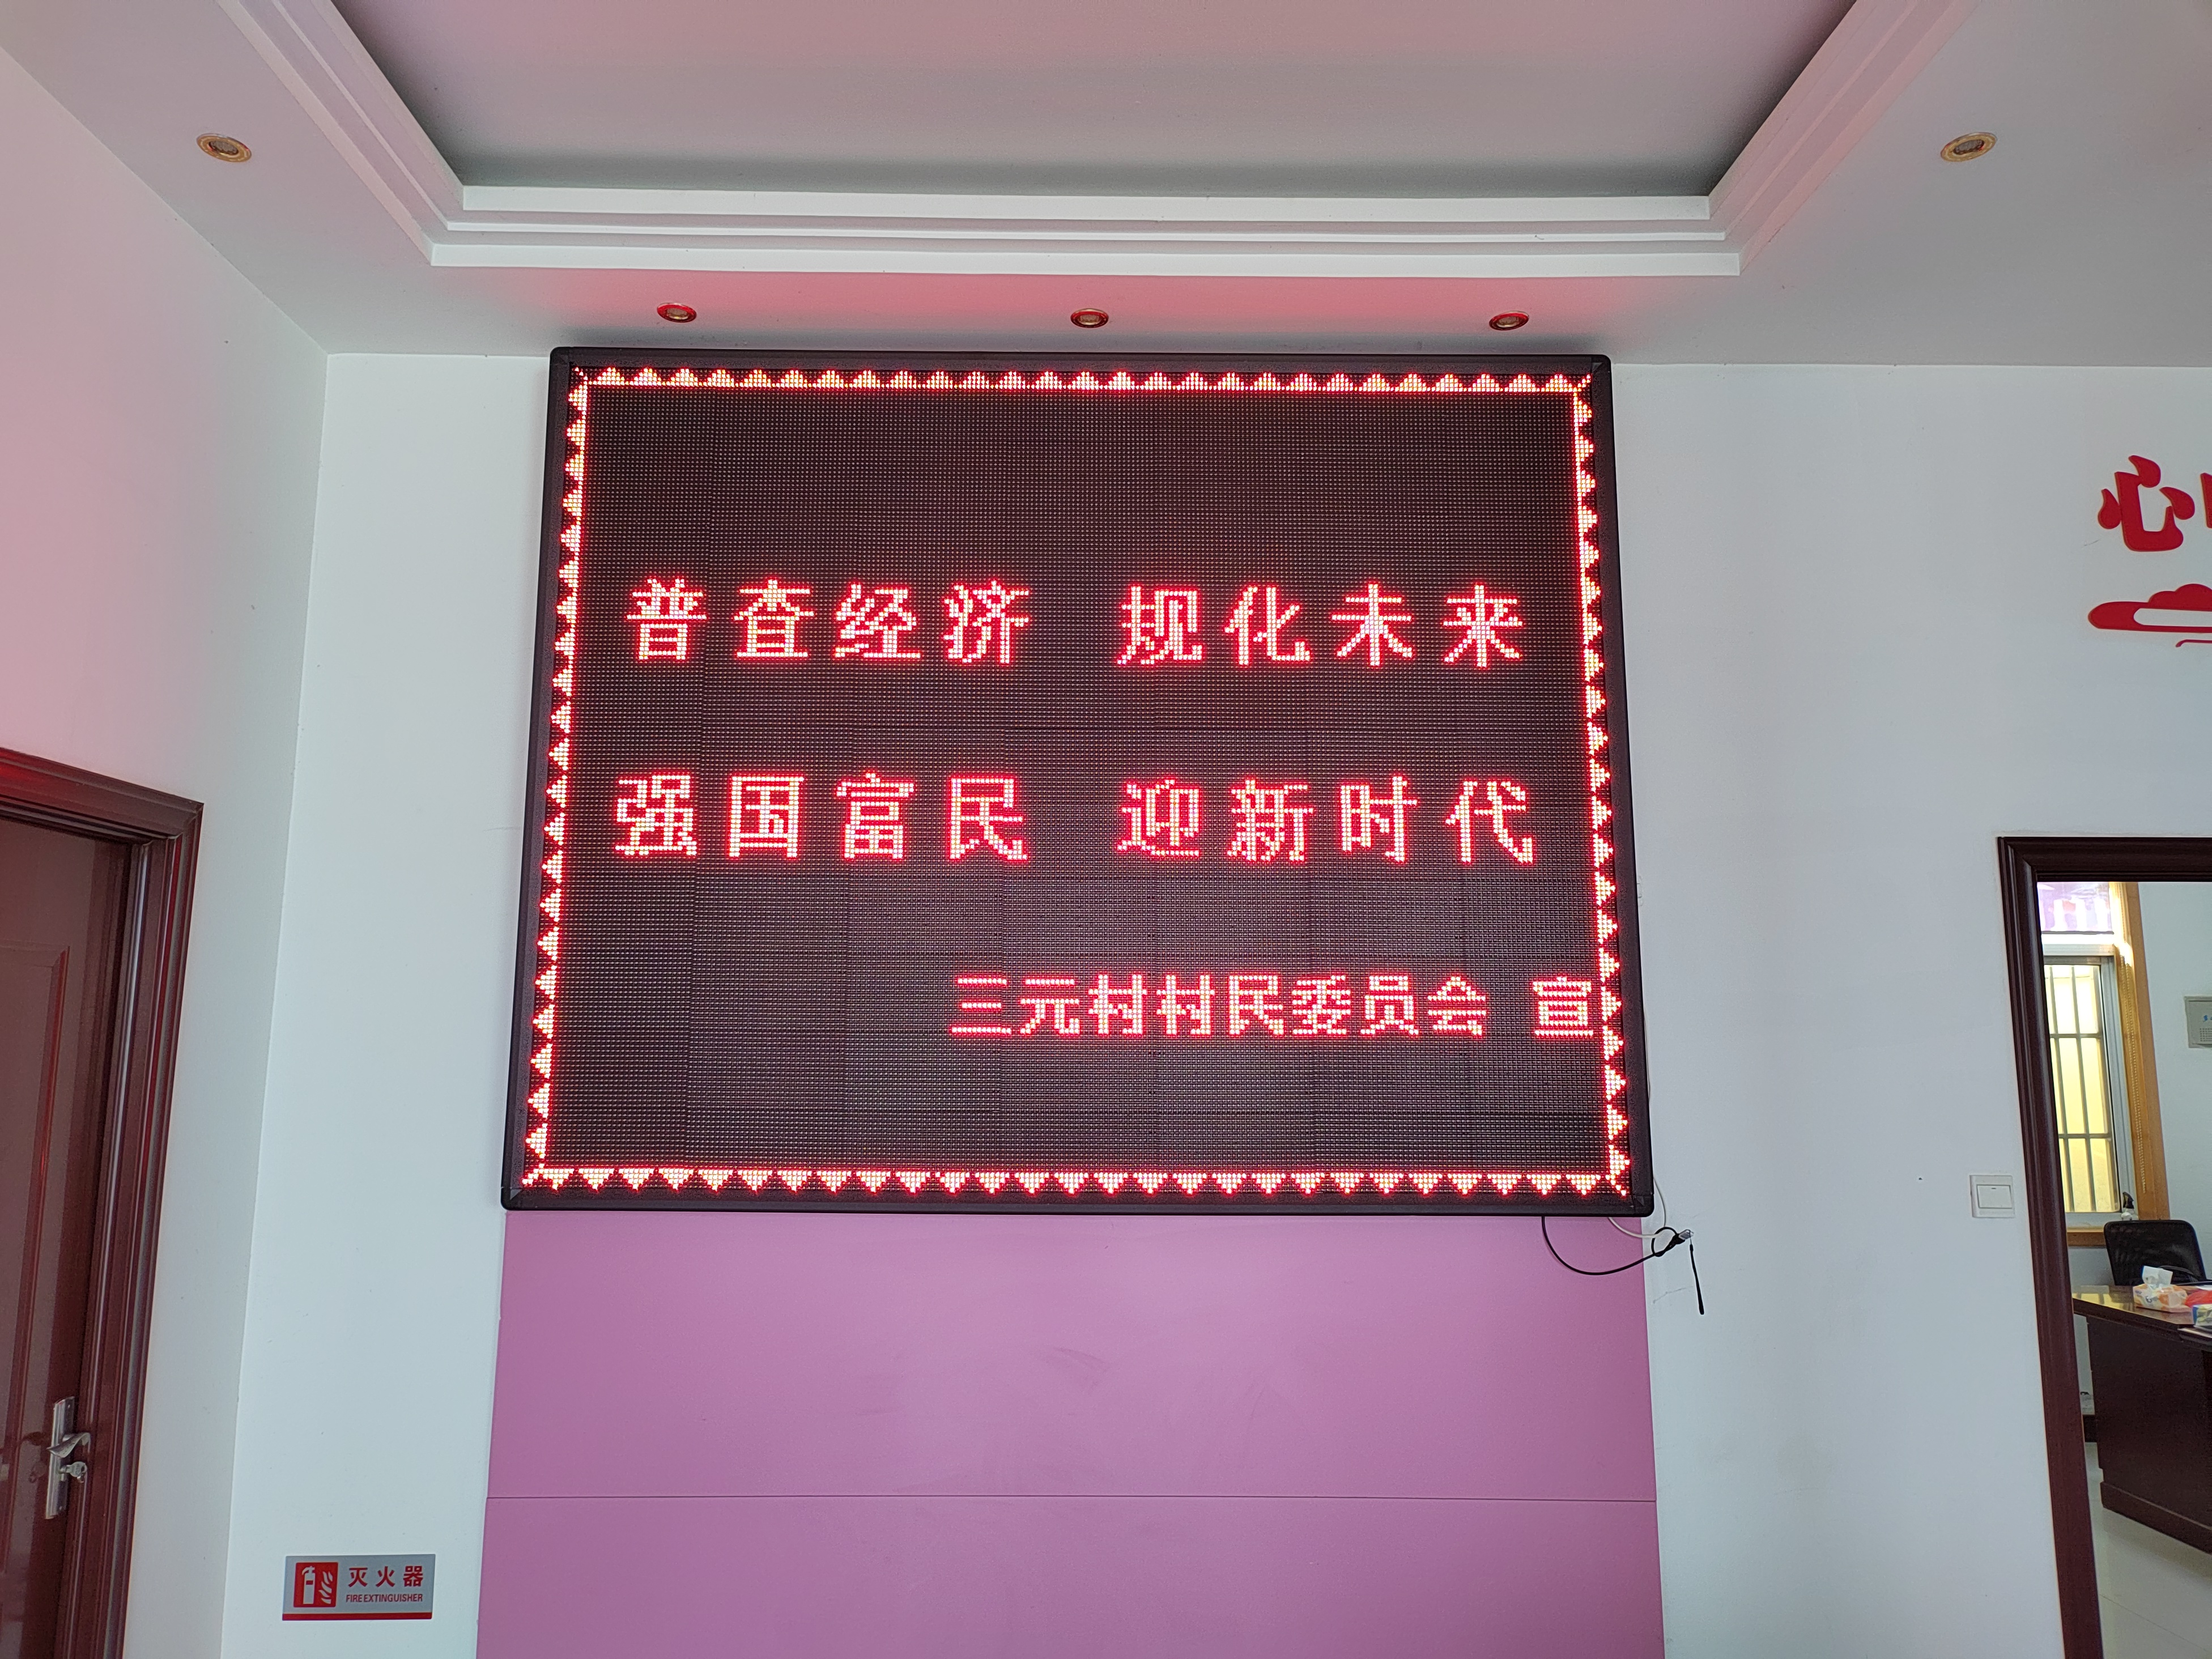 普查经济 规化未来
强国富民 迎新时代
三元村村民委员会 宣
心
灭火器
FIRE EXTINGUISHER